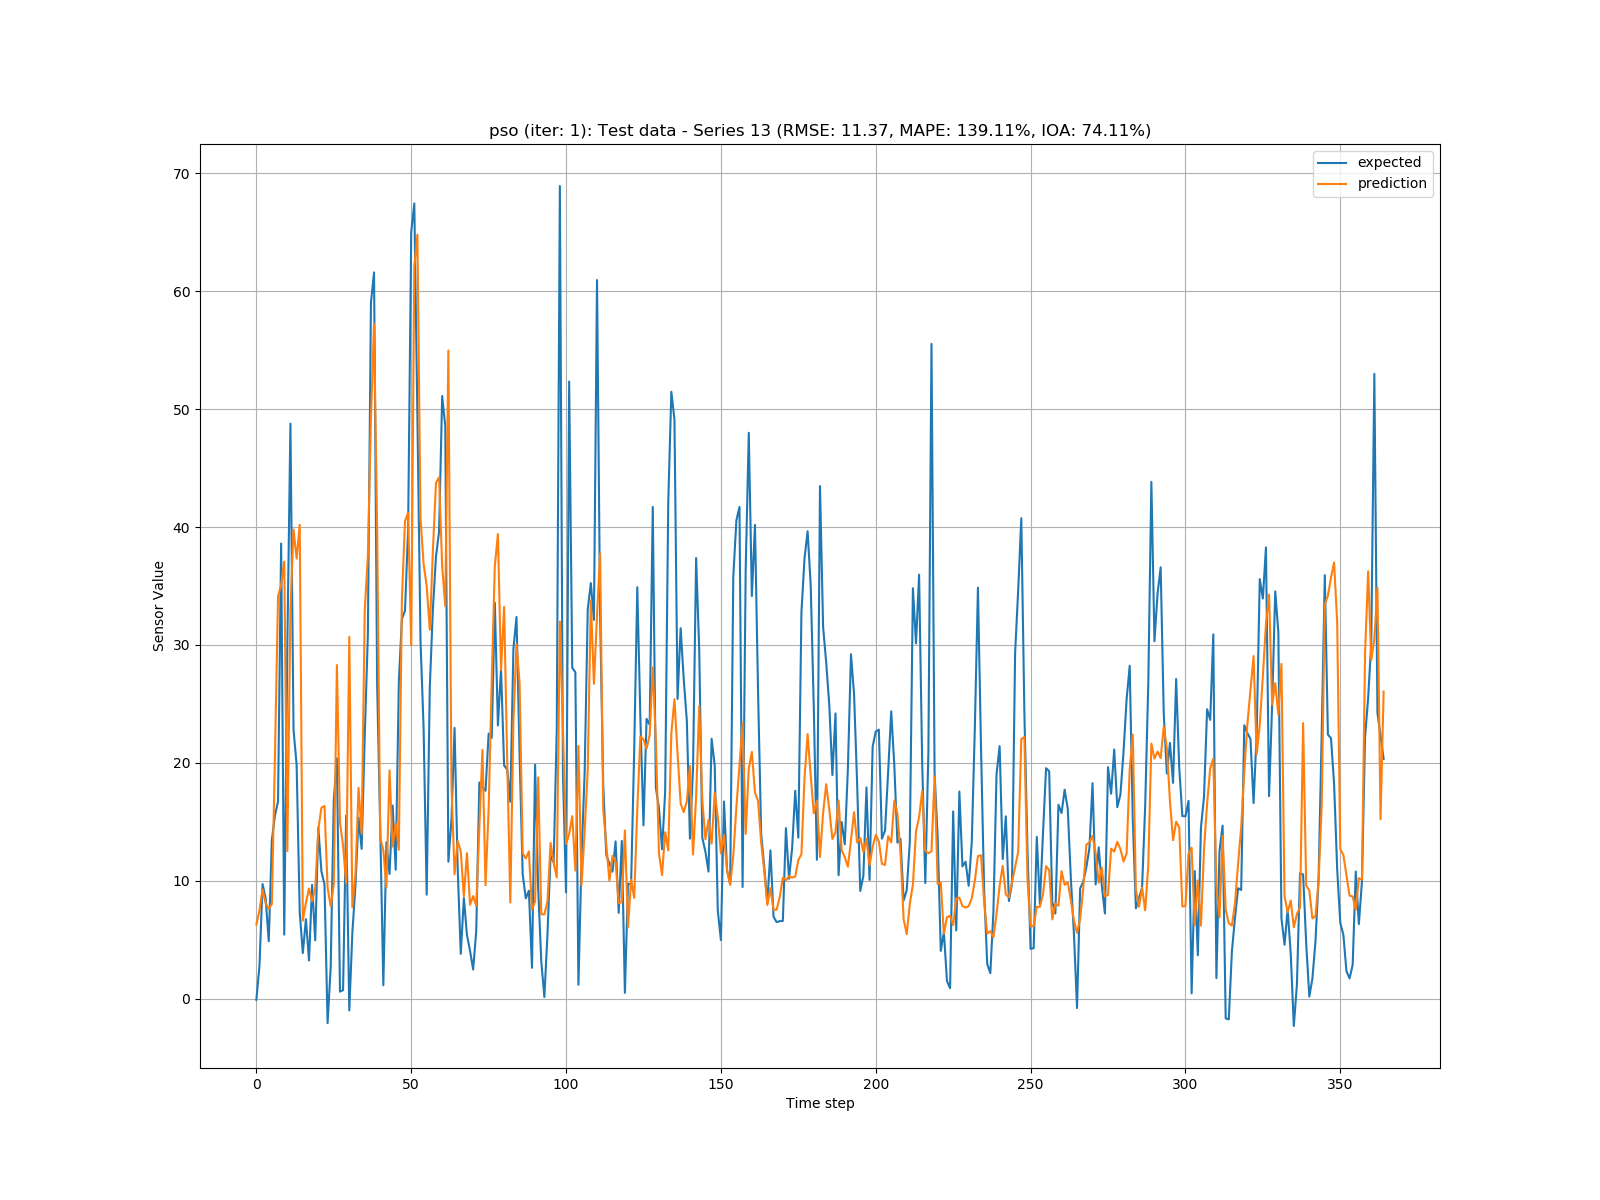 pso (iter: 1): Test data - Series 13 (RMSE: 11.37, MAPE: 139.11%, IOA: 74.11%)
expected
prediction
70
60
50
40
30
20
10
0
Sensor Value
0 50 100 150 200 250 300 350
Time step